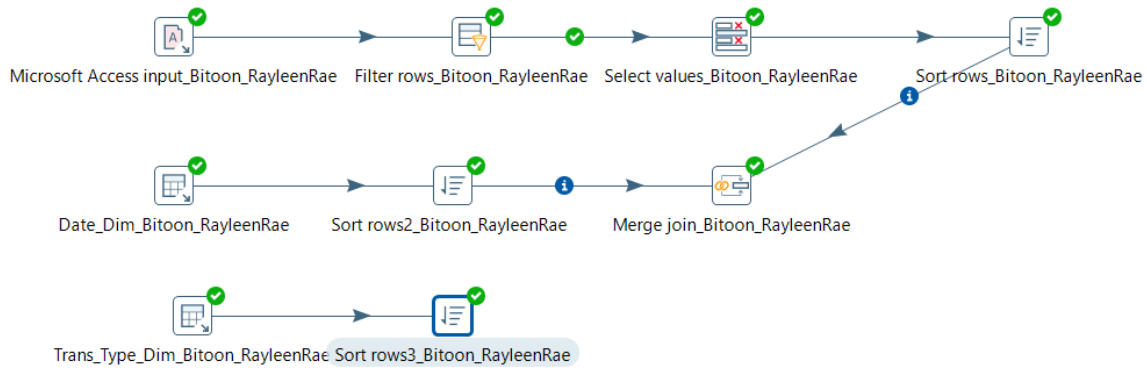 Microsoft Access input_Bitoon_RayleenRae
Filter rows_Bitoon_RayleenRae
Select values_Bitoon_RayleenRae
Sort rows_Bitoon_RayleenRae
Date_Dim_Bitoon_RayleenRae
Sort rows2_Bitoon_RayleenRae
Merge join_Bitoon_RayleenRae
Trans_Type_Dim_Bitoon_RayleenRae
Sort rows3_Bitoon_RayleenRae